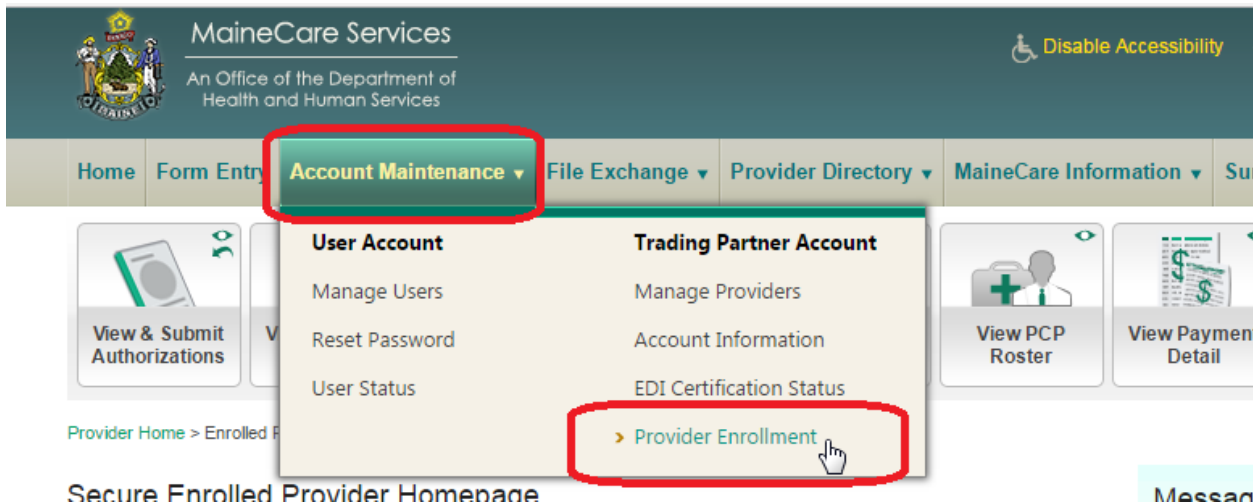 MaineCare Services
An Office of the Department of
Health and Human Services
Disable Accessibility
Home Form Entry Account Maintenance File Exchange Provider Directory MaineCare Information
User Account
Manage Users
Reset Password
User Status
Trading Partner Account
Manage Providers
Account Information
EDI Certification Status
Provider Enrollment
View & Submit
Authorizations
View PCP
Roster
View Payment
Detail
Provider Home > Enrolled
Secure Enrolled Provider Homepage